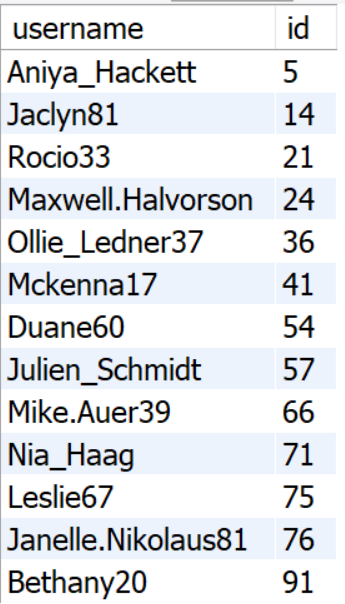 username id
Aniya_Hackett 5
Jaclyn81 14
Rocio33 21
Maxwell.Halvorson 24
Ollie_Ledner37 36
Mckenna17 41
Duane60 54
Julien_Schmidt 57
Mike.Auer39 66
Nia_Haag 71
Leslie67 75
Janelle.Nikolaus81 76
Bethany20 91